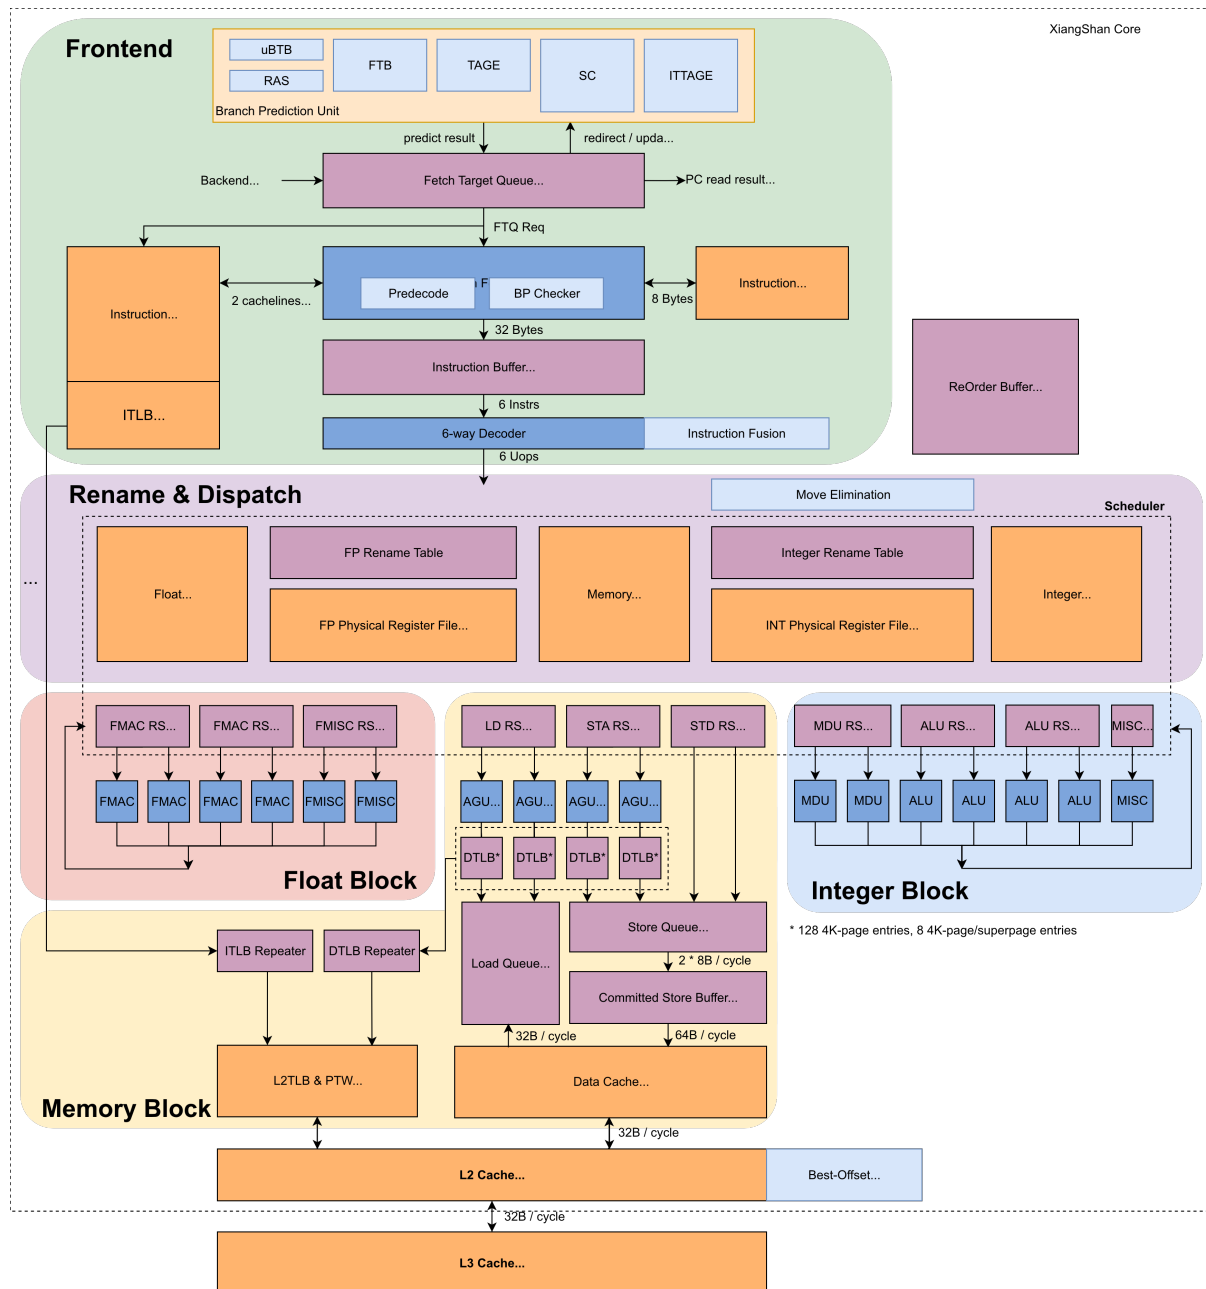 XiangShan Core
Frontend
uBTB
RAS
FTB
TAGE
SC
ITTAGE
Branch Prediction Unit
predict result
redirect / upda...
Backend...
Fetch Target Queue...
PC read result...
FTQ Req
Instruction...
2 cachelines...
Predecode
BP Checker
8 Bytes
Instruction...
32 Bytes
Instruction Buffer...
ITLB...
6 Instrs
6-way Decoder
Instruction Fusion
6 Uops
ReOrder Buffer...
Rename & Dispatch
Move Elimination
Scheduler
...
Float...
FP Rename Table
FP Physical Register File...
Memory...
Integer Rename Table
INT Physical Register File...
Integer...
FMAC RS...
FMAC RS...
FMISC RS...
FMAC
FMAC
FMAC
FMAC
FMISC
FMISC
Float Block
LD RS...
STA RS...
STD RS...
AGU...
AGU...
AGU...
AGU...
DTLB*
DTLB*
DTLB*
DTLB*
MDU RS...
ALU RS...
ALU RS...
MISC...
MDU
MDU
ALU
ALU
ALU
ALU
MISC
Integer Block
* 128 4K-page entries, 8 4K-page/superpage entries
ITLB Repeater
DTLB Repeater
Load Queue...
Store Queue...
2 * 8B / cycle
Committed Store Buffer...
32B / cycle
64B / cycle
L2TLB & PTW...
Data Cache...
Memory Block
32B / cycle
L2 Cache...
Best-Offset...
32B / cycle
L3 Cache...